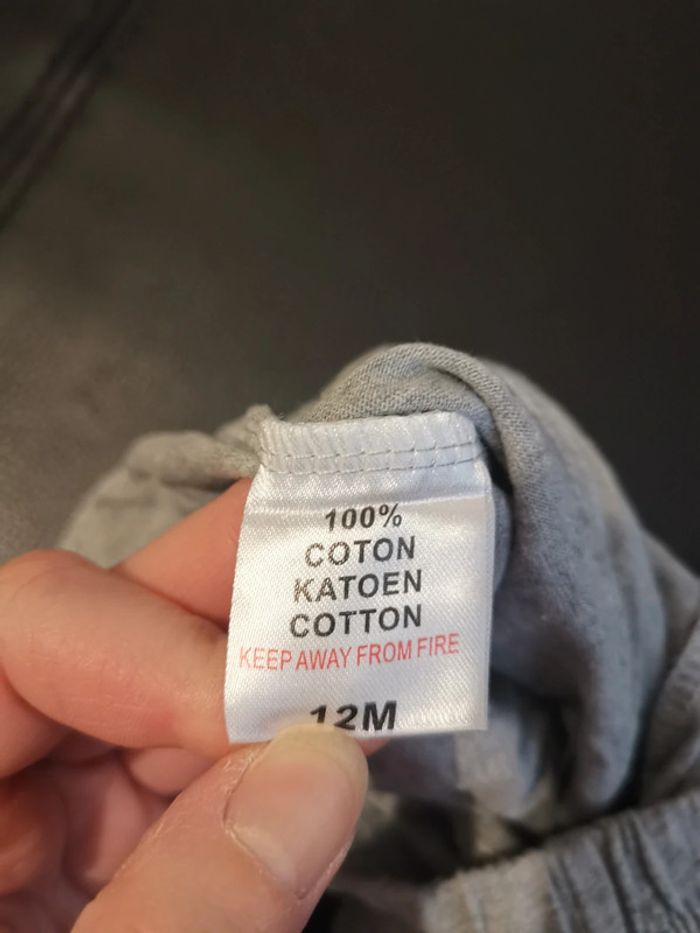 100%
COTON
KATOEN
COTTON
KEEP AWAY FROM FIRE
12M